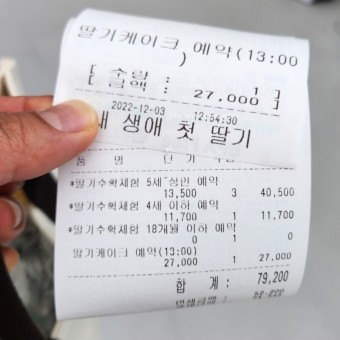 딸기케이크 예약(13:00
)
[ 수량 : 1
[ 금액 : 27,000 ]
2022-12-03 12:54:30
내 생애 첫 딸기
품 명 단 가
*딸기수확체험 5세~성인 예약
13,500 3 40,500
*딸기수확체험 4세 이하 예약
11,700 1 11,700
*딸기수확체험 18개월 이하 예약
0 1 0
딸기케이크 예약(13:00)
27,000 1 27,000
합 계: 79,200